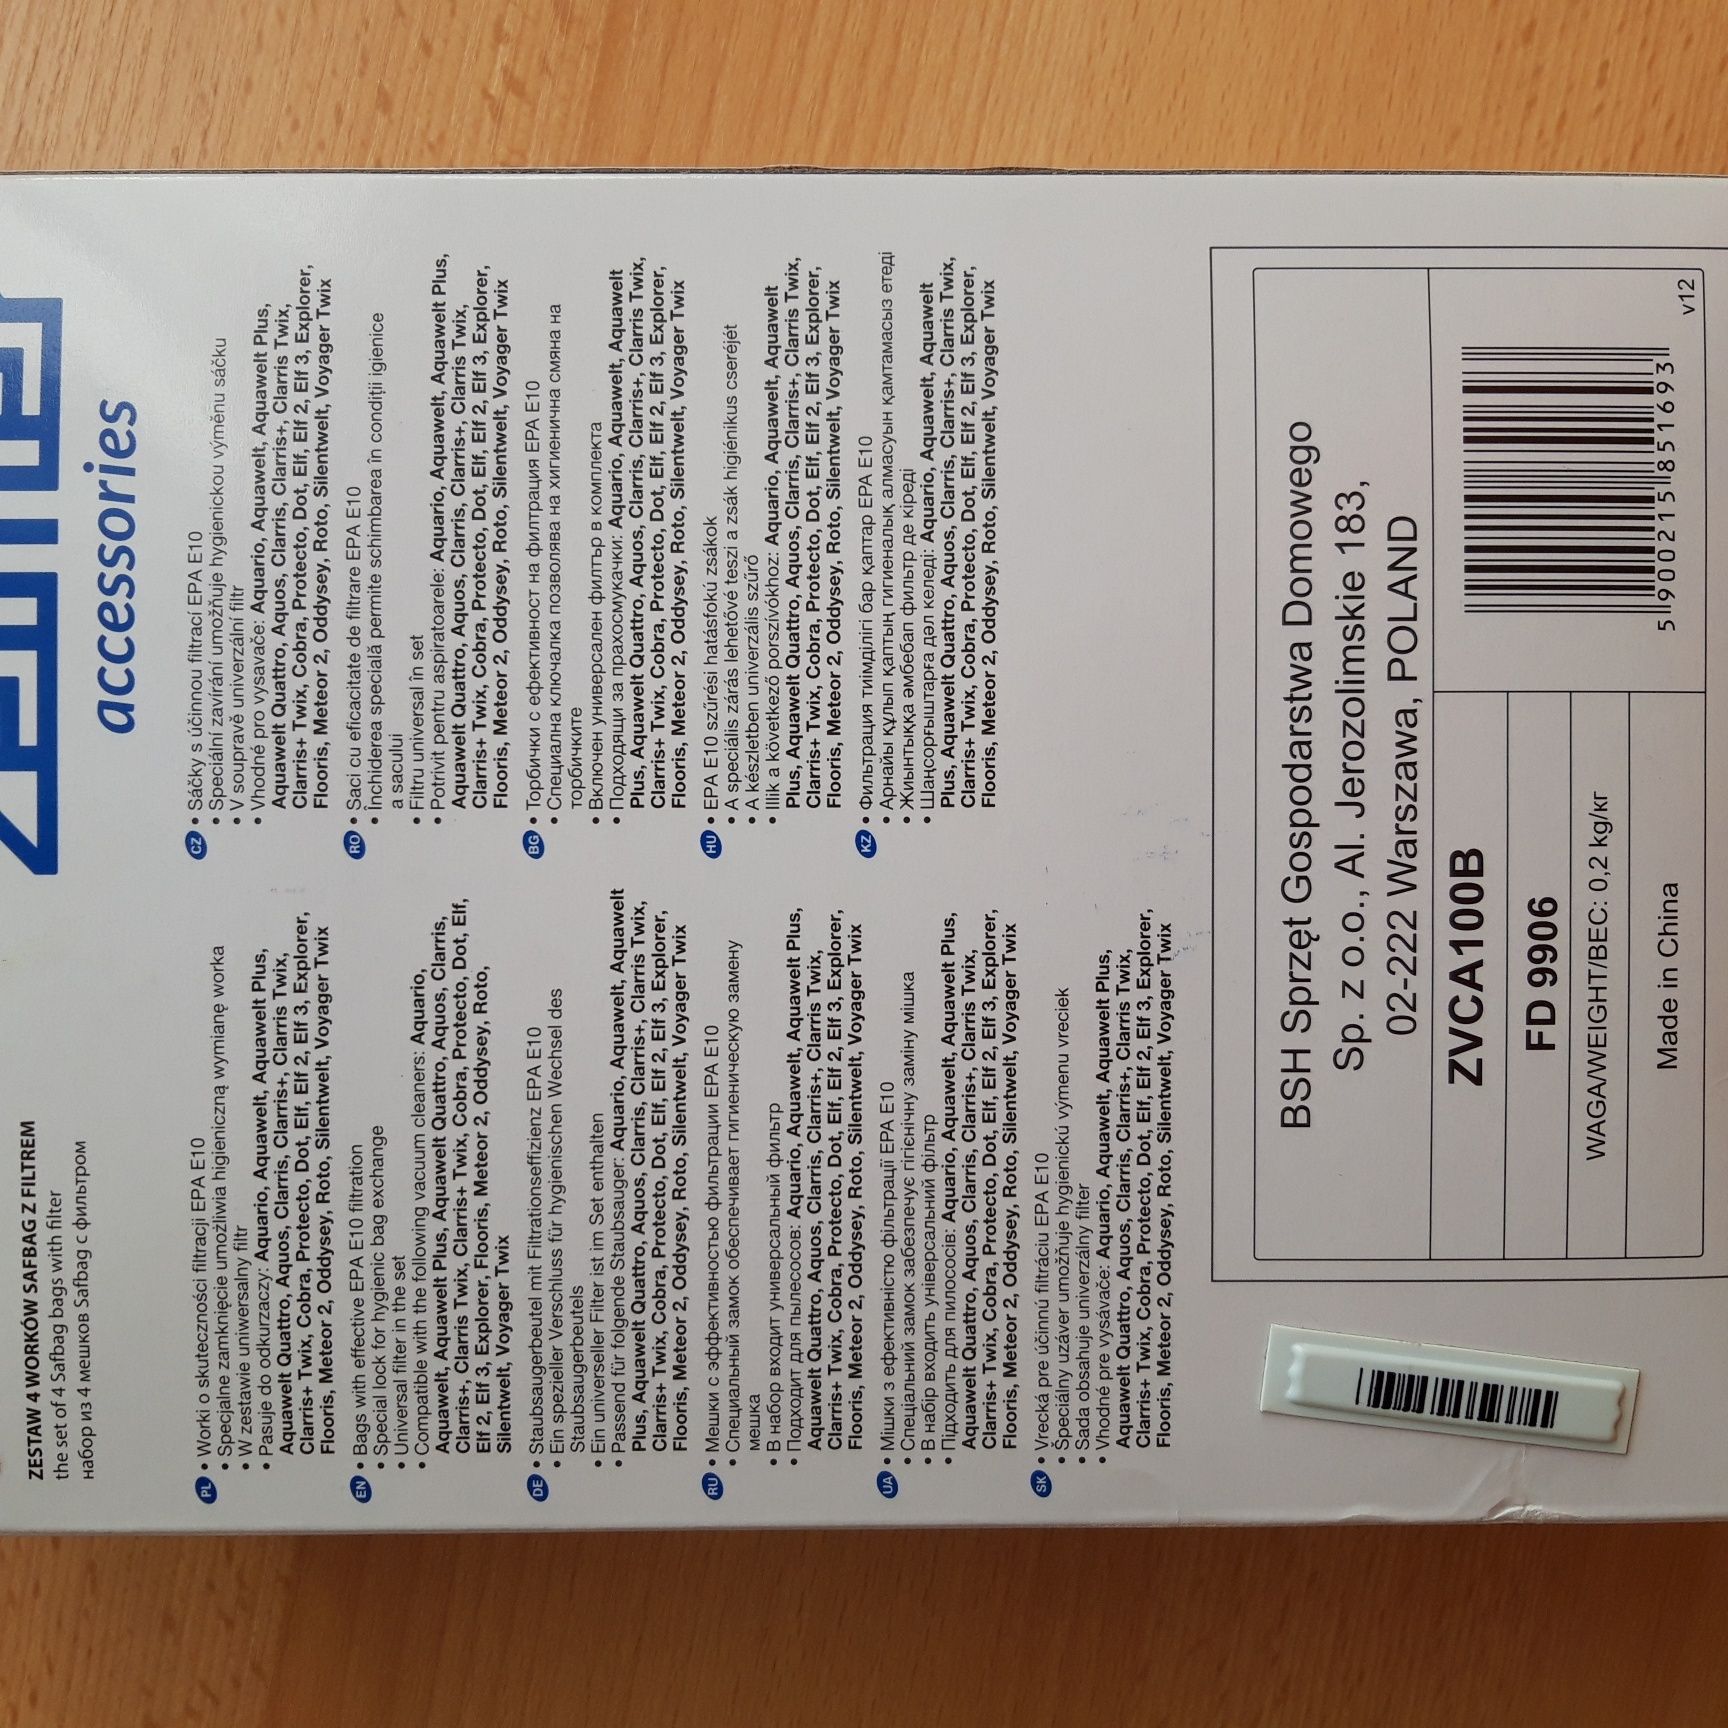 accessories
ZESTAW 4 WORKÓW SAFBAG Z FILTREM
the set of 4 Safbag bags with filter
набор из 4 мешков Safbag с фильтром
PL • Worki o skuteczności filtracji EPA E10
• Specjalne zamknięcie umożliwia higieniczną wymianę worka
• W zestawie uniwersalny filtr
• Pasuje do odkurzaczy: Aquario, Aquawelt, Aquawelt Plus,
Aquawelt Quattro, Aquos, Clarris, Clarris+, Clarris Twix,
Clarris+ Twix, Cobra, Protecto, Dot, Elf, Elf 2, Elf 3, Explorer,
Flooris, Meteor 2, Oddysey, Roto, Silentwelt, Voyager Twix
EN • Bags with effective EPA E10 filtration
• Special lock for hygienic bag exchange
• Universal filter in the set
• Compatible with the following vacuum cleaners: Aquario,
Aquawelt, Aquawelt Plus, Aquawelt Quattro, Aquos, Clarris,
Clarris+, Clarris Twix, Clarris+ Twix, Cobra, Protecto, Dot, Elf,
Elf 2, Elf 3, Explorer, Flooris, Meteor 2, Oddysey, Roto,
Silentwelt, Voyager Twix
DE • Staubsaugerbeutel mit Filtrationseffizienz EPA E10
• Ein spezieller Verschluss für hygienischen Wechsel des
Staubsaugerbeutels
• Ein universeller Filter ist im Set enthalten
• Passend für folgende Staubsauger: Aquario, Aquawelt, Aquawelt
Plus, Aquawelt Quattro, Aquos, Clarris, Clarris+, Clarris Twix,
Clarris+ Twix, Cobra, Protecto, Dot, Elf, Elf 2, Elf 3, Explorer,
Flooris, Meteor 2, Oddysey, Roto, Silentwelt, Voyager Twix
RU • Мешки с эффективностью фильтрации EPA E10
• Специальный замок обеспечивает гигиеническую замену
мешка
• В набор входит универсальный фильтр
• Подходит для пылесосов: Aquario, Aquawelt, Aquawelt Plus,
Aquawelt Quattro, Aquos, Clarris, Clarris+, Clarris Twix,
Clarris+ Twix, Cobra, Protecto, Dot, Elf, Elf 2, Elf 3, Explorer,
Flooris, Meteor 2, Oddysey, Roto, Silentwelt, Voyager Twix
UA • Мішки з ефективністю фільтрації EPA E10
• Спеціальний замок забезпечує гігієнічну заміну мішка
• В набір входить універсальний фільтр
• Підходить для пилососів: Aquario, Aquawelt, Aquawelt Plus,
Aquawelt Quattro, Aquos, Clarris, Clarris+, Clarris Twix,
Clarris+ Twix, Cobra, Protecto, Dot, Elf, Elf 2, Elf 3, Explorer,
Flooris, Meteor 2, Oddysey, Roto, Silentwelt, Voyager Twix
SK • Vrecká pre účinnú filtráciu EPA E10
• Špeciálny uzáver umožňuje hygienickú výmenu vreciek
• Sada obsahuje univerzálny filter
• Vhodné pre vysávače: Aquario, Aquawelt, Aquawelt Plus,
Aquawelt Quattro, Aquos, Clarris, Clarris+, Clarris Twix,
Clarris+ Twix, Cobra, Protecto, Dot, Elf, Elf 2, Elf 3, Explorer,
Flooris, Meteor 2, Oddysey, Roto, Silentwelt, Voyager Twix
CZ • Sáčky s účinnou filtrací EPA E10
• Speciální zavírání umožňuje hygienickou výměnu sáčku
• V soupravě univerzální filtr
• Vhodné pro vysavače: Aquario, Aquawelt, Aquawelt Plus,
Aquawelt Quattro, Aquos, Clarris, Clarris+, Clarris Twix,
Clarris+ Twix, Cobra, Protecto, Dot, Elf, Elf 2, Elf 3, Explorer,
Flooris, Meteor 2, Oddysey, Roto, Silentwelt, Voyager Twix
RO • Saci cu eficacitate de filtrare EPA E10
• Închiderea specială permite schimbarea în condiții igienice
a sacului
• Filtru universal în set
• Potrivit pentru aspiratoarele: Aquario, Aquawelt, Aquawelt Plus,
Aquawelt Quattro, Aquos, Clarris, Clarris+, Clarris Twix,
Clarris+ Twix, Cobra, Protecto, Dot, Elf, Elf 2, Elf 3, Explorer,
Flooris, Meteor 2, Oddysey, Roto, Silentwelt, Voyager Twix
BG • Торбички с ефективност на филтрация EPA E10
• Специална ключалка позволява на хигиенична смяна на
торбичките
• Включен универсален филтър в комплекта
• Подходящи за прахосмукачки: Aquario, Aquawelt, Aquawelt
Plus, Aquawelt Quattro, Aquos, Clarris, Clarris+, Clarris Twix,
Clarris+ Twix, Cobra, Protecto, Dot, Elf, Elf 2, Elf 3, Explorer,
Flooris, Meteor 2, Oddysey, Roto, Silentwelt, Voyager Twix
HU • EPA E10 szűrési hatásfokú zsákok
• A speciális zárás lehetővé teszi a zsák higiénikus cseréjét
• A készletben univerzális szűrő
• Illik a következő porszívókhoz: Aquario, Aquawelt, Aquawelt
Plus, Aquawelt Quattro, Aquos, Clarris, Clarris+, Clarris Twix,
Clarris+ Twix, Cobra, Protecto, Dot, Elf, Elf 2, Elf 3, Explorer,
Flooris, Meteor 2, Oddysey, Roto, Silentwelt, Voyager Twix
KZ • Фильтрация тиімділігі бар қаптар EPA E10
• Арнайы құлып қаптың гигиеналық алмасуын қамтамасыз етеді
• Жиынтыққа әмбебап фильтр де кіреді
• Шаңсорғыштарға дәл келеді: Aquario, Aquawelt, Aquawelt
Plus, Aquawelt Quattro, Aquos, Clarris, Clarris+, Clarris Twix,
Clarris+ Twix, Cobra, Protecto, Dot, Elf, Elf 2, Elf 3, Explorer,
Flooris, Meteor 2, Oddysey, Roto, Silentwelt, Voyager Twix
BSH Sprzęt Gospodarstwa Domowego
Sp. z o.o., Al. Jerozolimskie 183,
02-222 Warszawa, POLAND
ZVCA100B
FD 9906
WAGA/WEIGHT/ВЕС: 0,2 kg/кг
Made in China
5 900215 851693
v12